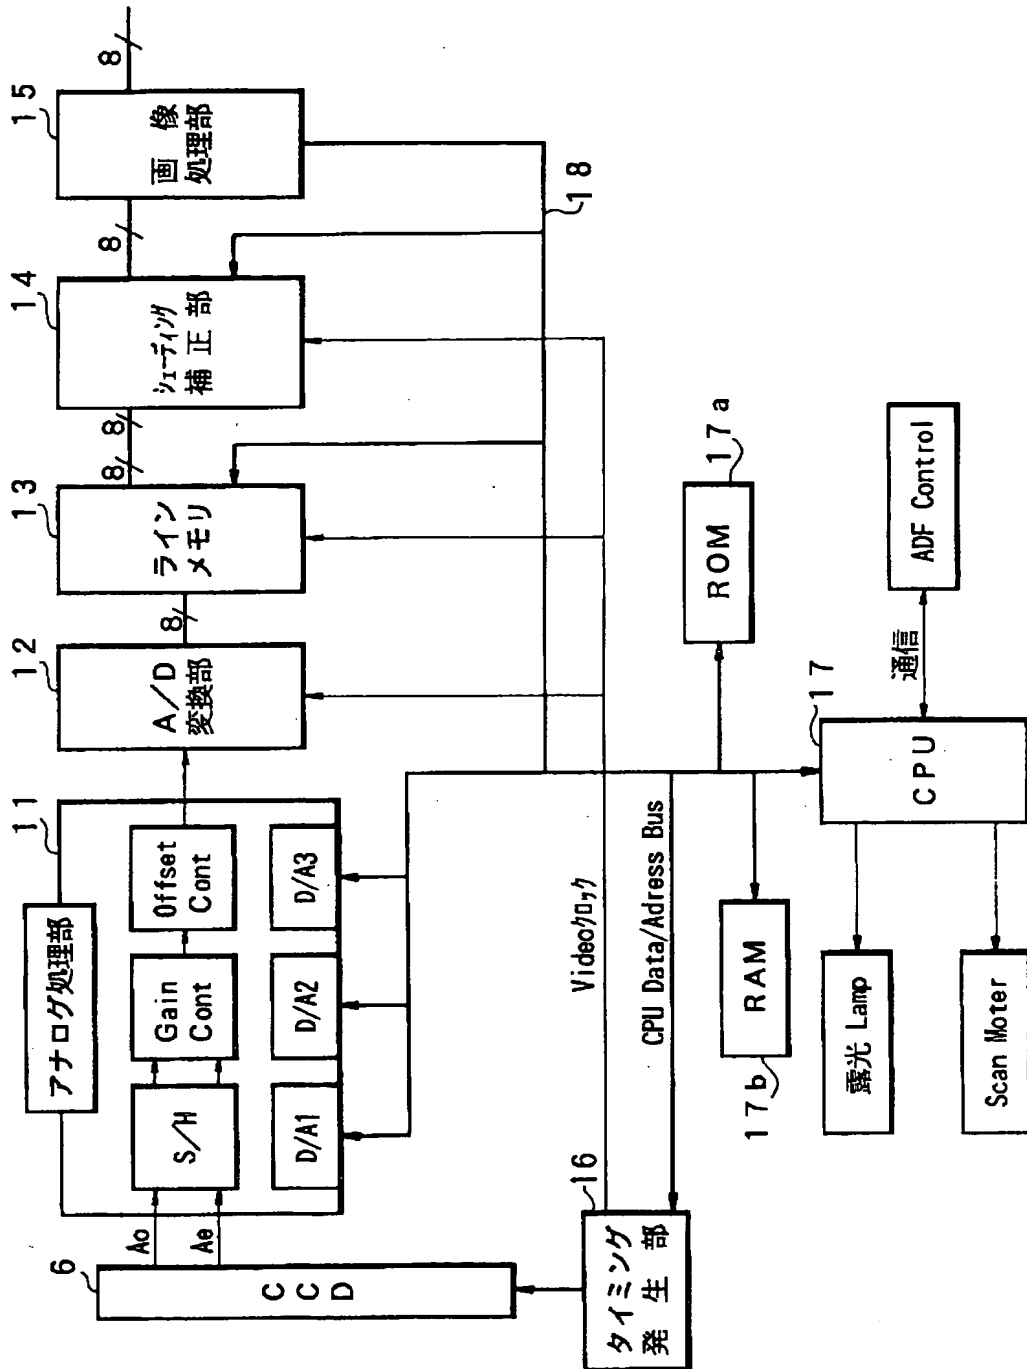 6
CCD
Ao
Ae
11
アナログ処理部
S/H
Gain
Cont
Offset
Cont
D/A1
D/A2
D/A3
12
A/D
変換部
8
13
ライン
メモリ
8
8
14
シェーディング
補正部
8
15
画像
処理部
8
18
Videoクロック
CPU Data/Adress Bus
16
タイミング
発生部
17b
RAM
ROM
17a
17
CPU
通信
ADF Control
露光 Lamp
Scan Moter